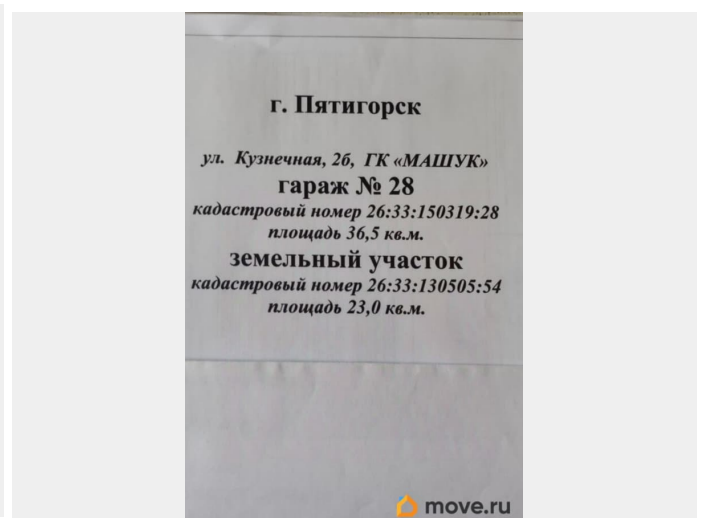 г. Пятигорск
ул. Кузнечная, 2б, ГК «МАШУК»
гараж № 28
кадастровый номер 26:33:150319:28
площадь 36,5 кв.м.
земельный участок
кадастровый номер 26:33:130505:54
площадь 23,0 кв.м.
move.ru